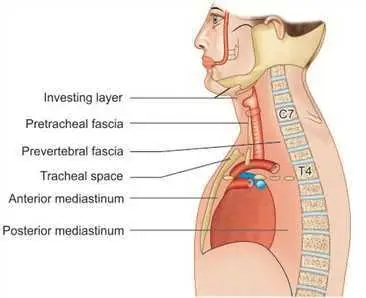 Investing layer
C7
Pretracheal fascia
Prevertebral fascia
Tracheal space
T4
Anterior mediastinum
Posterior mediastinum